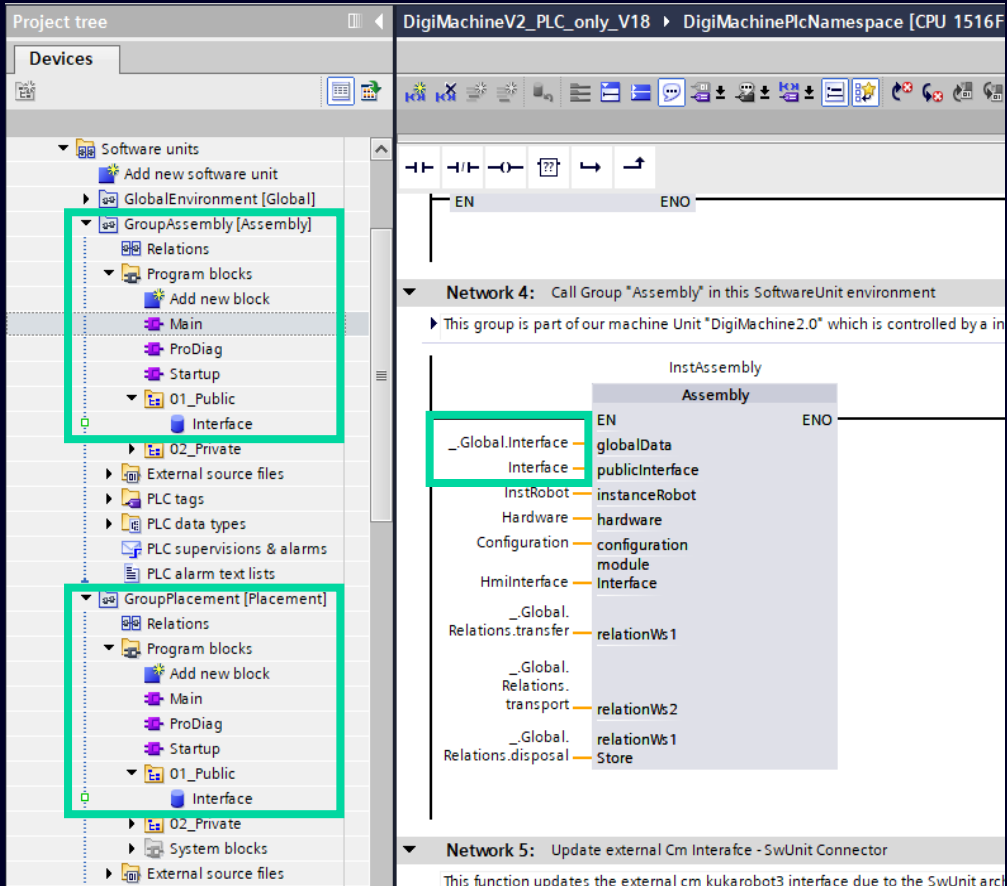 Project tree
Devices
Software units
Add new software unit
GlobalEnvironment [Global]
GroupAssembly [Assembly]
Relations
Program blocks
Add new block
Main
ProDiag
Startup
01_Public
Interface
02_Private
External source files
PLC tags
PLC data types
PLC supervisions & alarms
PLC alarm text lists
GroupPlacement [Placement]
Relations
Program blocks
Add new block
Main
ProDiag
Startup
01_Public
Interface
02_Private
System blocks
External source files
DigiMachineV2_PLC_only_V18 DigiMachinePlcNamespace [CPU 1516F
??
EN ENO
Network 4: Call Group "Assembly" in this SoftwareUnit environment
This group is part of our machine Unit "DigiMachine2.0" which is controlled by a in
InstAssembly
Assembly
EN ENO
_.Global.Interface globalData
Interface publicInterface
InstRobot instanceRobot
Hardware hardware
Configuration configuration
module
HmiInterface Interface
_.Global.
Relations.transfer relationWs1
_.Global.
Relations.
transport relationWs2
_.Global. relationWs1
Relations.disposal Store
Network 5: Update external Cm Interafce - SwUnit Connector
This function updates the external cm kukarobot3 interface due to the SwUnit arch